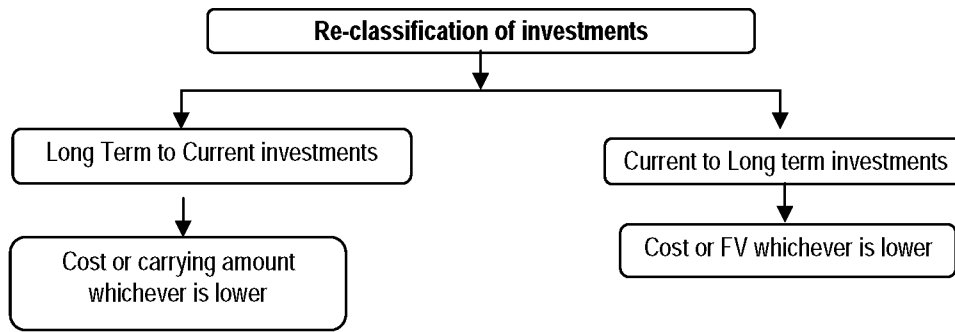 Re-classification of investments
Long Term to Current investments
Current to Long term investments
Cost or carrying amount
whichever is lower
Cost or FV whichever is lower